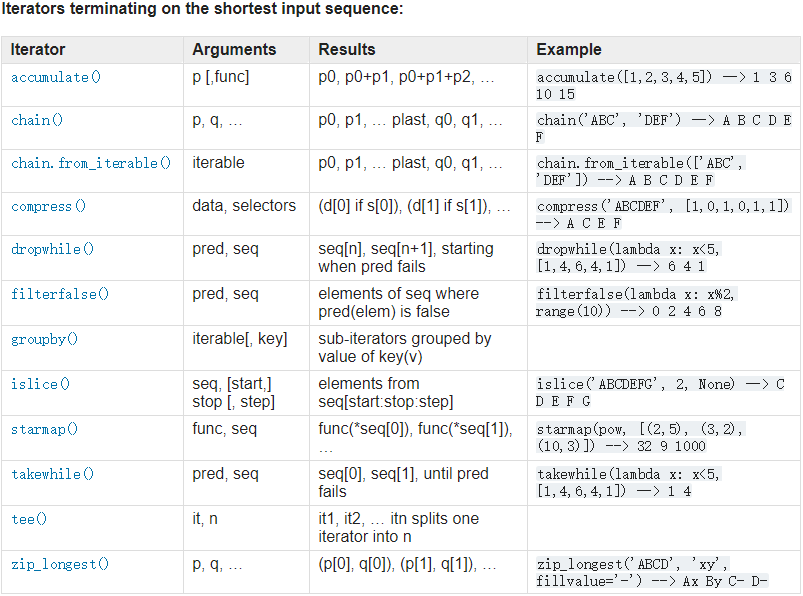 Iterators terminating on the shortest input sequence:
Iterator Arguments Results Example
accumulate() p [,func] p0, p0+p1, p0+p1+p2, … accumulate([1,2,3,4,5]) --> 1 3 6
10 15
chain() p, q, … p0, p1, … plast, q0, q1, … chain('ABC', 'DEF') --> A B C D E
F
chain.from_iterable() iterable p0, p1, … plast, q0, q1, … chain.from_iterable(['ABC',
'DEF']) --> A B C D E F
compress() data, selectors (d[0] if s[0]), (d[1] if s[1]), … compress('ABCDEF', [1,0,1,0,1,1])
--> A C E F
dropwhile() pred, seq seq[n], seq[n+1], starting dropwhile(lambda x: x<5,
when pred fails [1,4,6,4,1]) --> 6 4 1
filterfalse() pred, seq elements of seq where filterfalse(lambda x: x%2,
pred(elem) is false range(10)) --> 0 2 4 6 8
groupby() iterable[, key] sub-iterators grouped by
value of key(v)
islice() seq, [start,] elements from islice('ABCDEFG', 2, None) --> C
stop [, step] seq[start:stop:step] D E F G
starmap() func, seq func(*seq[0]), func(*seq[1]), starmap(pow, [(2,5), (3,2),
… (10,3)]) --> 32 9 1000
takewhile() pred, seq seq[0], seq[1], until pred takewhile(lambda x: x<5,
fails [1,4,6,4,1]) --> 1 4
tee() it, n it1, it2, … itn splits one
iterator into n
zip_longest() p, q, … (p[0], q[0]), (p[1], q[1]), … zip_longest('ABCD', 'xy',
fillvalue='-') --> Ax By C- D-